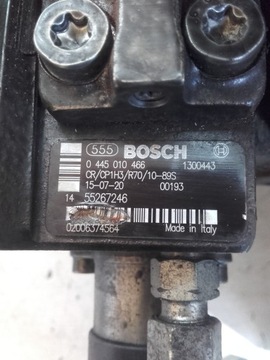 555 BOSCH
0 445 010 466 1300443
CR/CP1H3/R70/10-89S
15-07-20 00193
14 55267246
02006374564 Made in Italy